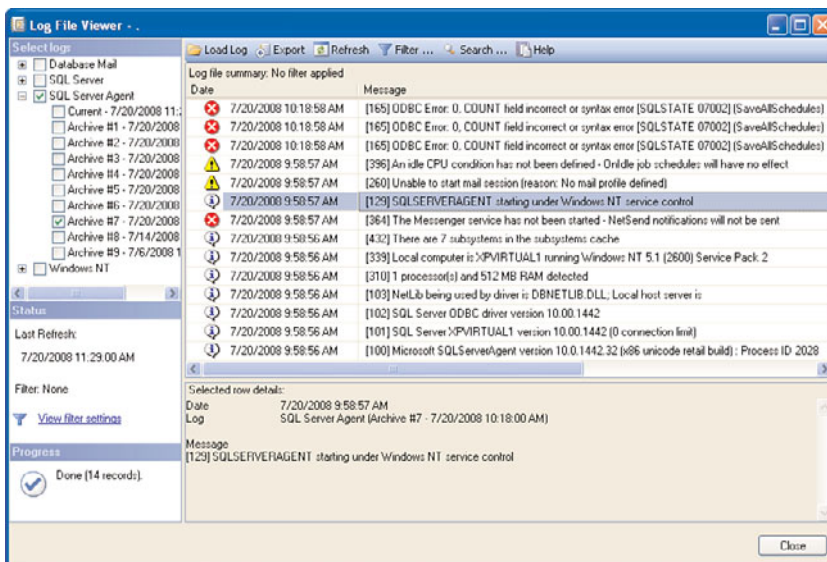 Log File Viewer - .
Select logs
Database Mail
SQL Server
SQL Server Agent
Current - 7/20/2008 11:
Archive #1 - 7/20/2008
Archive #2 - 7/20/2008
Archive #3 - 7/20/2008
Archive #4 - 7/20/2008
Archive #5 - 7/20/2008
Archive #6 - 7/20/2008
Archive #7 - 7/20/2008
Archive #8 - 7/14/2008
Archive #9 - 7/6/2008 1
Windows NT
Status
Last Refresh:
7/20/2008 11:29:00 AM
Filter: None
View filter settings
Progress
Done (14 records).
Load Log Export Refresh Filter ... Search ... Help
Log file summary: No filter applied
Date Message
7/20/2008 10:18:58 AM [165] ODBC Error: 0, COUNT field incorrect or syntax error [SQLSTATE 07002] (SaveAllSchedules)
7/20/2008 10:18:58 AM [165] ODBC Error: 0, COUNT field incorrect or syntax error [SQLSTATE 07002] (SaveAllSchedules)
7/20/2008 10:18:58 AM [165] ODBC Error: 0, COUNT field incorrect or syntax error [SQLSTATE 07002] (SaveAllSchedules)
7/20/2008 9:58:57 AM [396] An idle CPU condition has not been defined - OnIdle job schedules will have no effect
7/20/2008 9:58:57 AM [260] Unable to start mail session (reason: No mail profile defined)
7/20/2008 9:58:57 AM [129] SQLSERVERAGENT starting under Windows NT service control
7/20/2008 9:58:57 AM [364] The Messenger service has not been started - NetSend notifications will not be sent
7/20/2008 9:58:56 AM [432] There are 7 subsystems in the subsystems cache
7/20/2008 9:58:56 AM [339] Local computer is XPVIRTUAL1 running Windows NT 5.1 (2600) Service Pack 2
7/20/2008 9:58:56 AM [310] 1 processor(s) and 512 MB RAM detected
7/20/2008 9:58:56 AM [103] NetLib being used by driver is DBNETLIB.DLL; Local host server is
7/20/2008 9:58:56 AM [102] SQL Server ODBC driver version 10.00.1442
7/20/2008 9:58:56 AM [101] SQL Server XPVIRTUAL1 version 10.00.1442 (0 connection limit)
7/20/2008 9:58:56 AM [100] Microsoft SQLServerAgent version 10.0.1442.32 (x86 unicode retail build) : Process ID 2028
Selected row details:
Date 7/20/2008 9:58:57 AM
Log SQL Server Agent (Archive #7 - 7/20/2008 10:18:00 AM)
Message
[129] SQLSERVERAGENT starting under Windows NT service control
Close